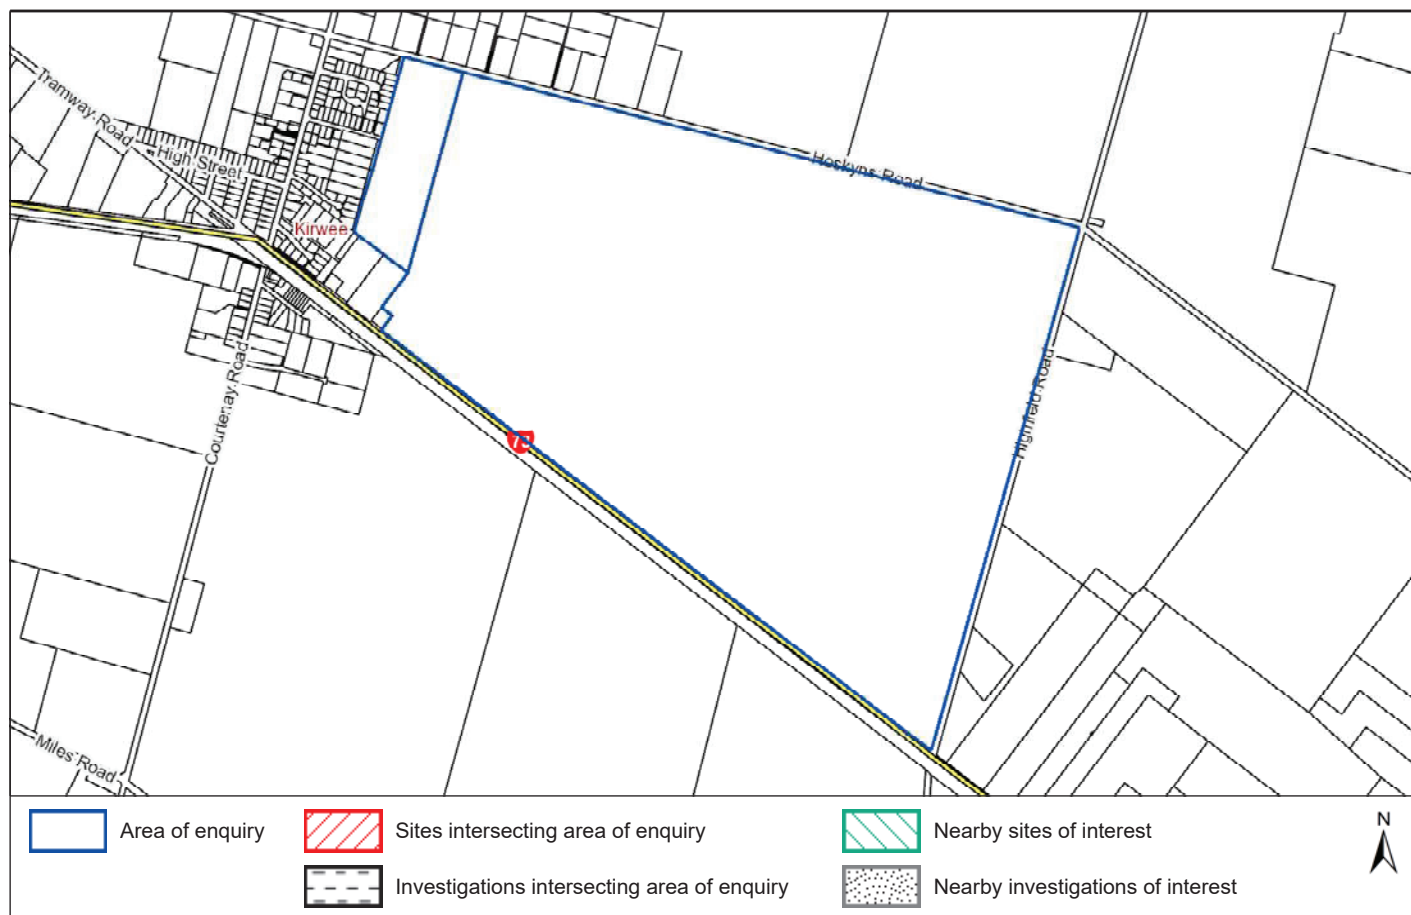 Tramway Road
High Street
Kirwee
Hoskyns Road
Highfield Road
Courtenay Road
73
Miles Road
N
Area of enquiry
Sites intersecting area of enquiry
Nearby sites of interest
Investigations intersecting area of enquiry
Nearby investigations of interest